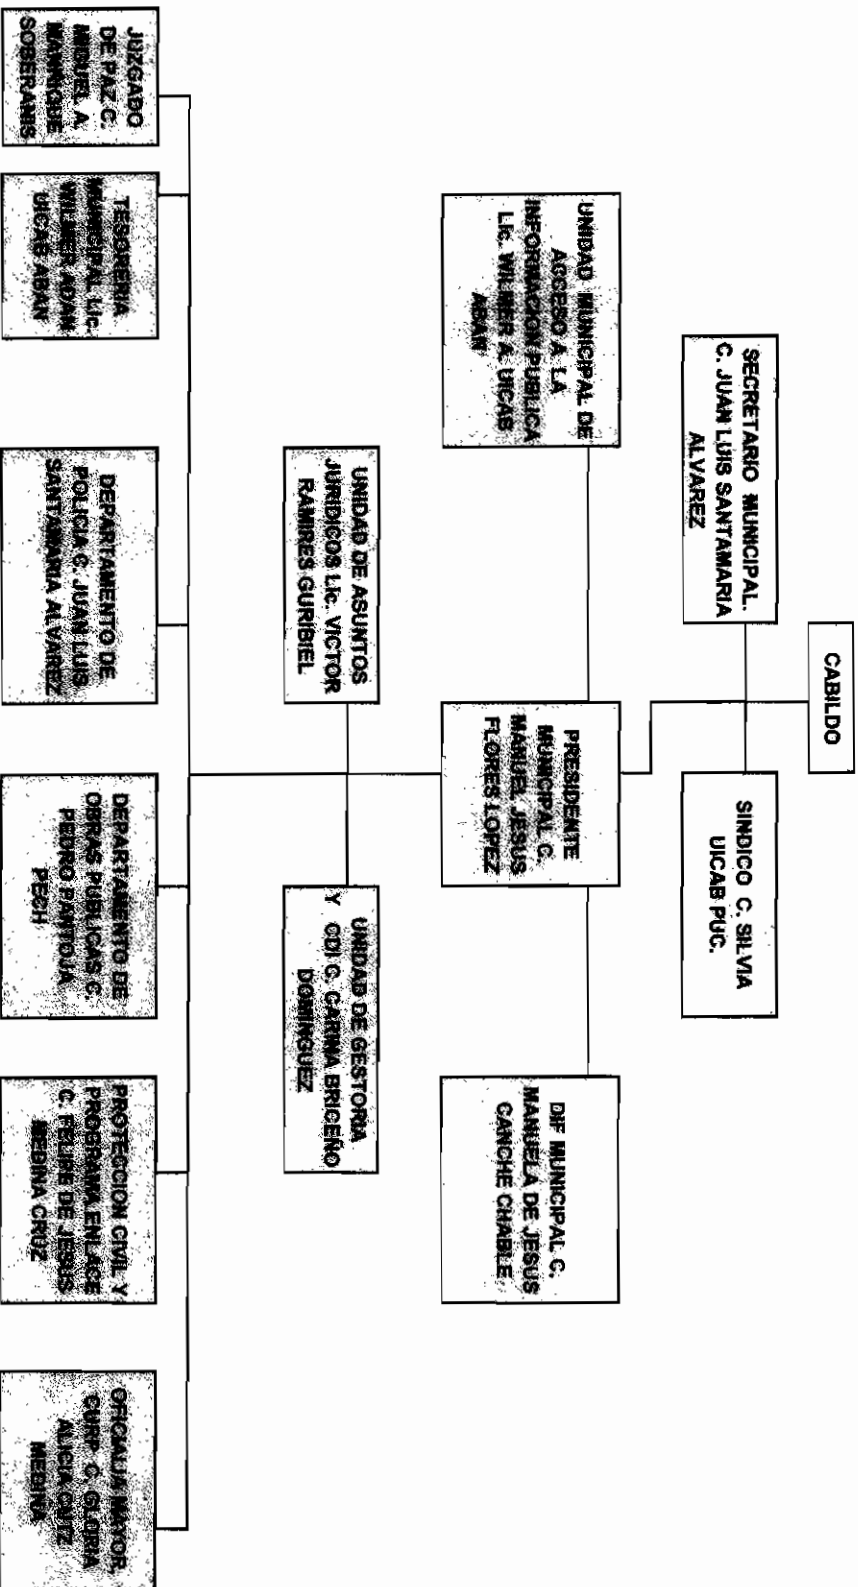 CABILDO
SECRETARIO MUNICIPAL.
C. JUAN LUIS SANTAMARIA
ALVAREZ
SINDICO C. SILVIA
UICAB PUC.
UNIDAD MUNICIPAL DE
ACCESO A LA
INFORMACION PUBLICA
Lic. WILMER A. UICAB
ABAN
PRESIDENTE
MUNICIPAL C.
MANUEL JESUS
FLORES LOPEZ
DIF MUNICIPAL C.
MANUELA DE JESUS
CANCHE CHABLE
UNIDAD DE ASUNTOS
JURIDICOS Lic. VICTOR
RAMIRES GURIBIEL
UNIDAD DE GESTORIA
Y CDI C. CARINA BRICEÑO
DOMINGUEZ
JUZGADO
DE PAZ C.
MIGUEL A.
MANRIQUE
SOBERANIS
TESORERIA
MUNICIPAL Lic.
WILMER ADAN
UICAB ABAN
DEPARTAMENTO DE
POLICIA C. JUAN LUIS
SANTAMARIA ALVAREZ
DEPARTAMENTO DE
OBRAS PUBLICAS C.
PEDRO PANTOJA
PECH
PROTECCION CIVIL Y
PROGRAMA ENLACE
C. FELIPE DE JESUS
MEDINA CRUZ
OFICIALIA MAYOR,
CURP C. GLORIA
ALICIA
MEDINA